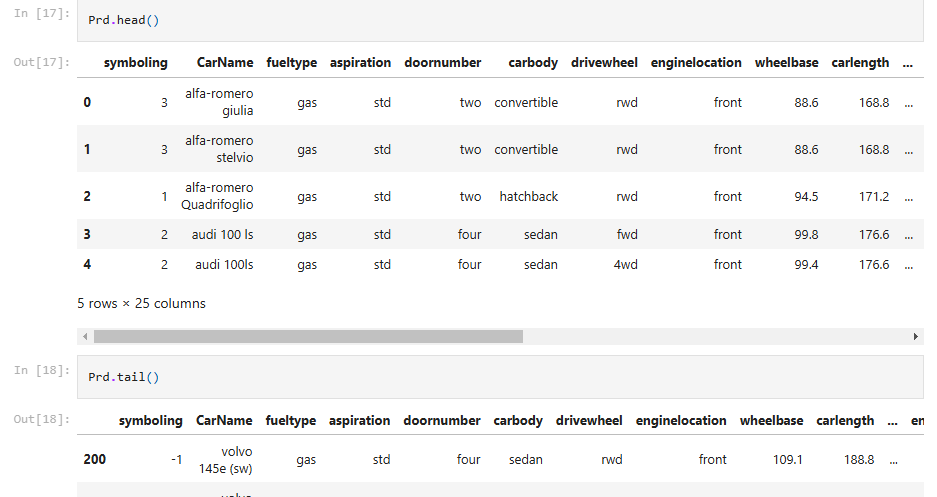 In [17]: Prd.head()
Out[17]: symboling CarName fueltype aspiration doornumber carbody drivewheel enginelocation wheelbase carlength ...
0 3 alfa-romero giulia gas std two convertible rwd front 88.6 168.8 ...
1 3 alfa-romero stelvio gas std two convertible rwd front 88.6 168.8 ...
2 1 alfa-romero Quadrifoglio gas std two hatchback rwd front 94.5 171.2 ...
3 2 audi 100 ls gas std four sedan fwd front 99.8 176.6 ...
4 2 audi 100ls gas std four sedan 4wd front 99.4 176.6 ...
5 rows × 25 columns
In [18]: Prd.tail()
Out[18]: symboling CarName fueltype aspiration doornumber carbody drivewheel enginelocation wheelbase carlength ... en
200 -1 volvo 145e (sw) gas std four sedan rwd front 109.1 188.8 ...